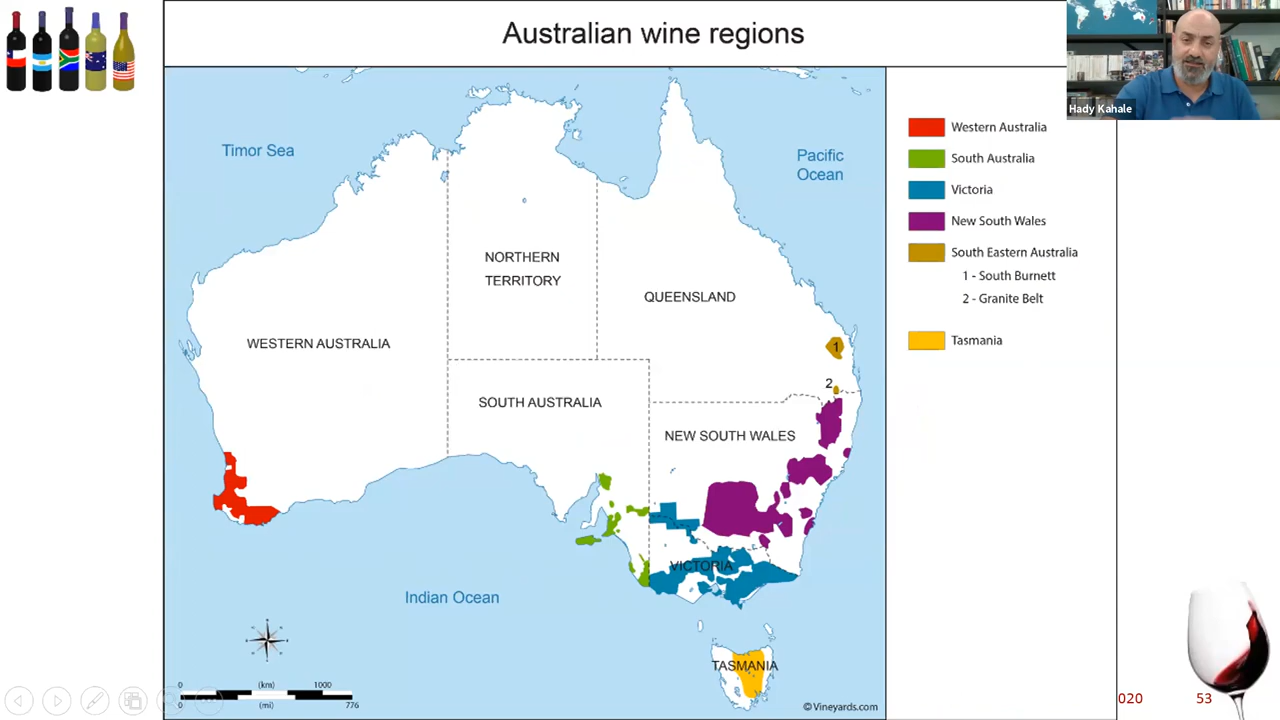 Australian wine regions
Hady Kahale
Timor Sea
Pacific
Ocean
NORTHERN
TERRITORY
QUEENSLAND
WESTERN AUSTRALIA
SOUTH AUSTRALIA
NEW SOUTH WALES
VICTORIA
TASMANIA
Indian Ocean
1
2
Western Australia
South Australia
Victoria
New South Wales
South Eastern Australia
1 - South Burnett
2 - Granite Belt
Tasmania
0 (km) 1000
0 (mi) 776
© Vineyards.com
020 53